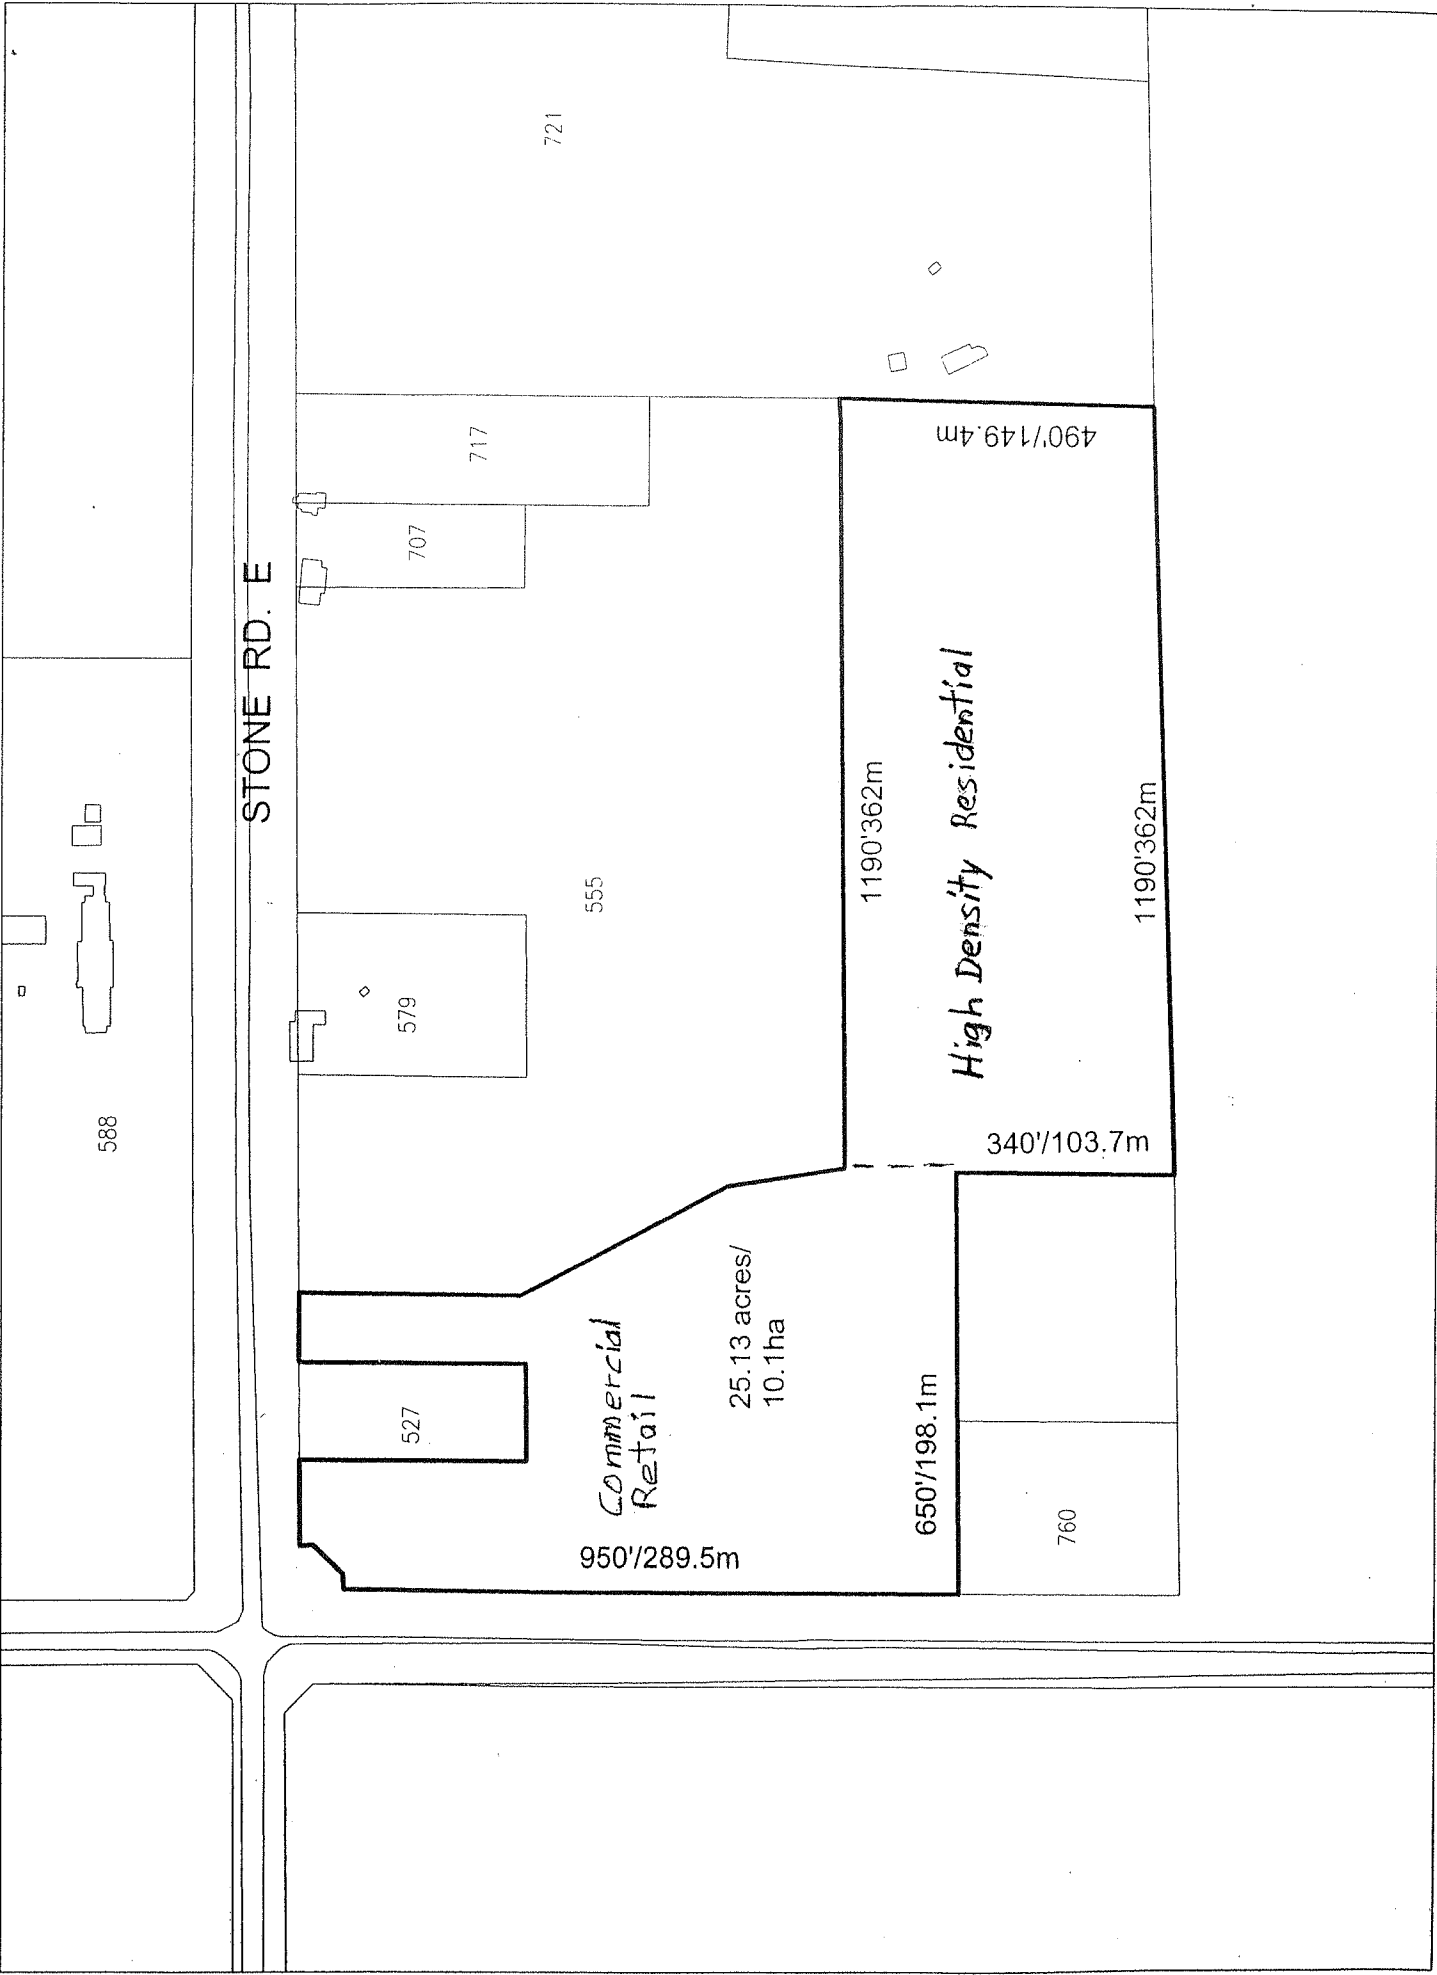 588
STONE RD. E
721
717
707
579
555
527
Commercial
Retail
25.13 acres/
10.1ha
950'/289.5m
650'/198.1m
760
1190'362m
High Density Residential
1190'362m
340'/103.7m
490'/149.4m